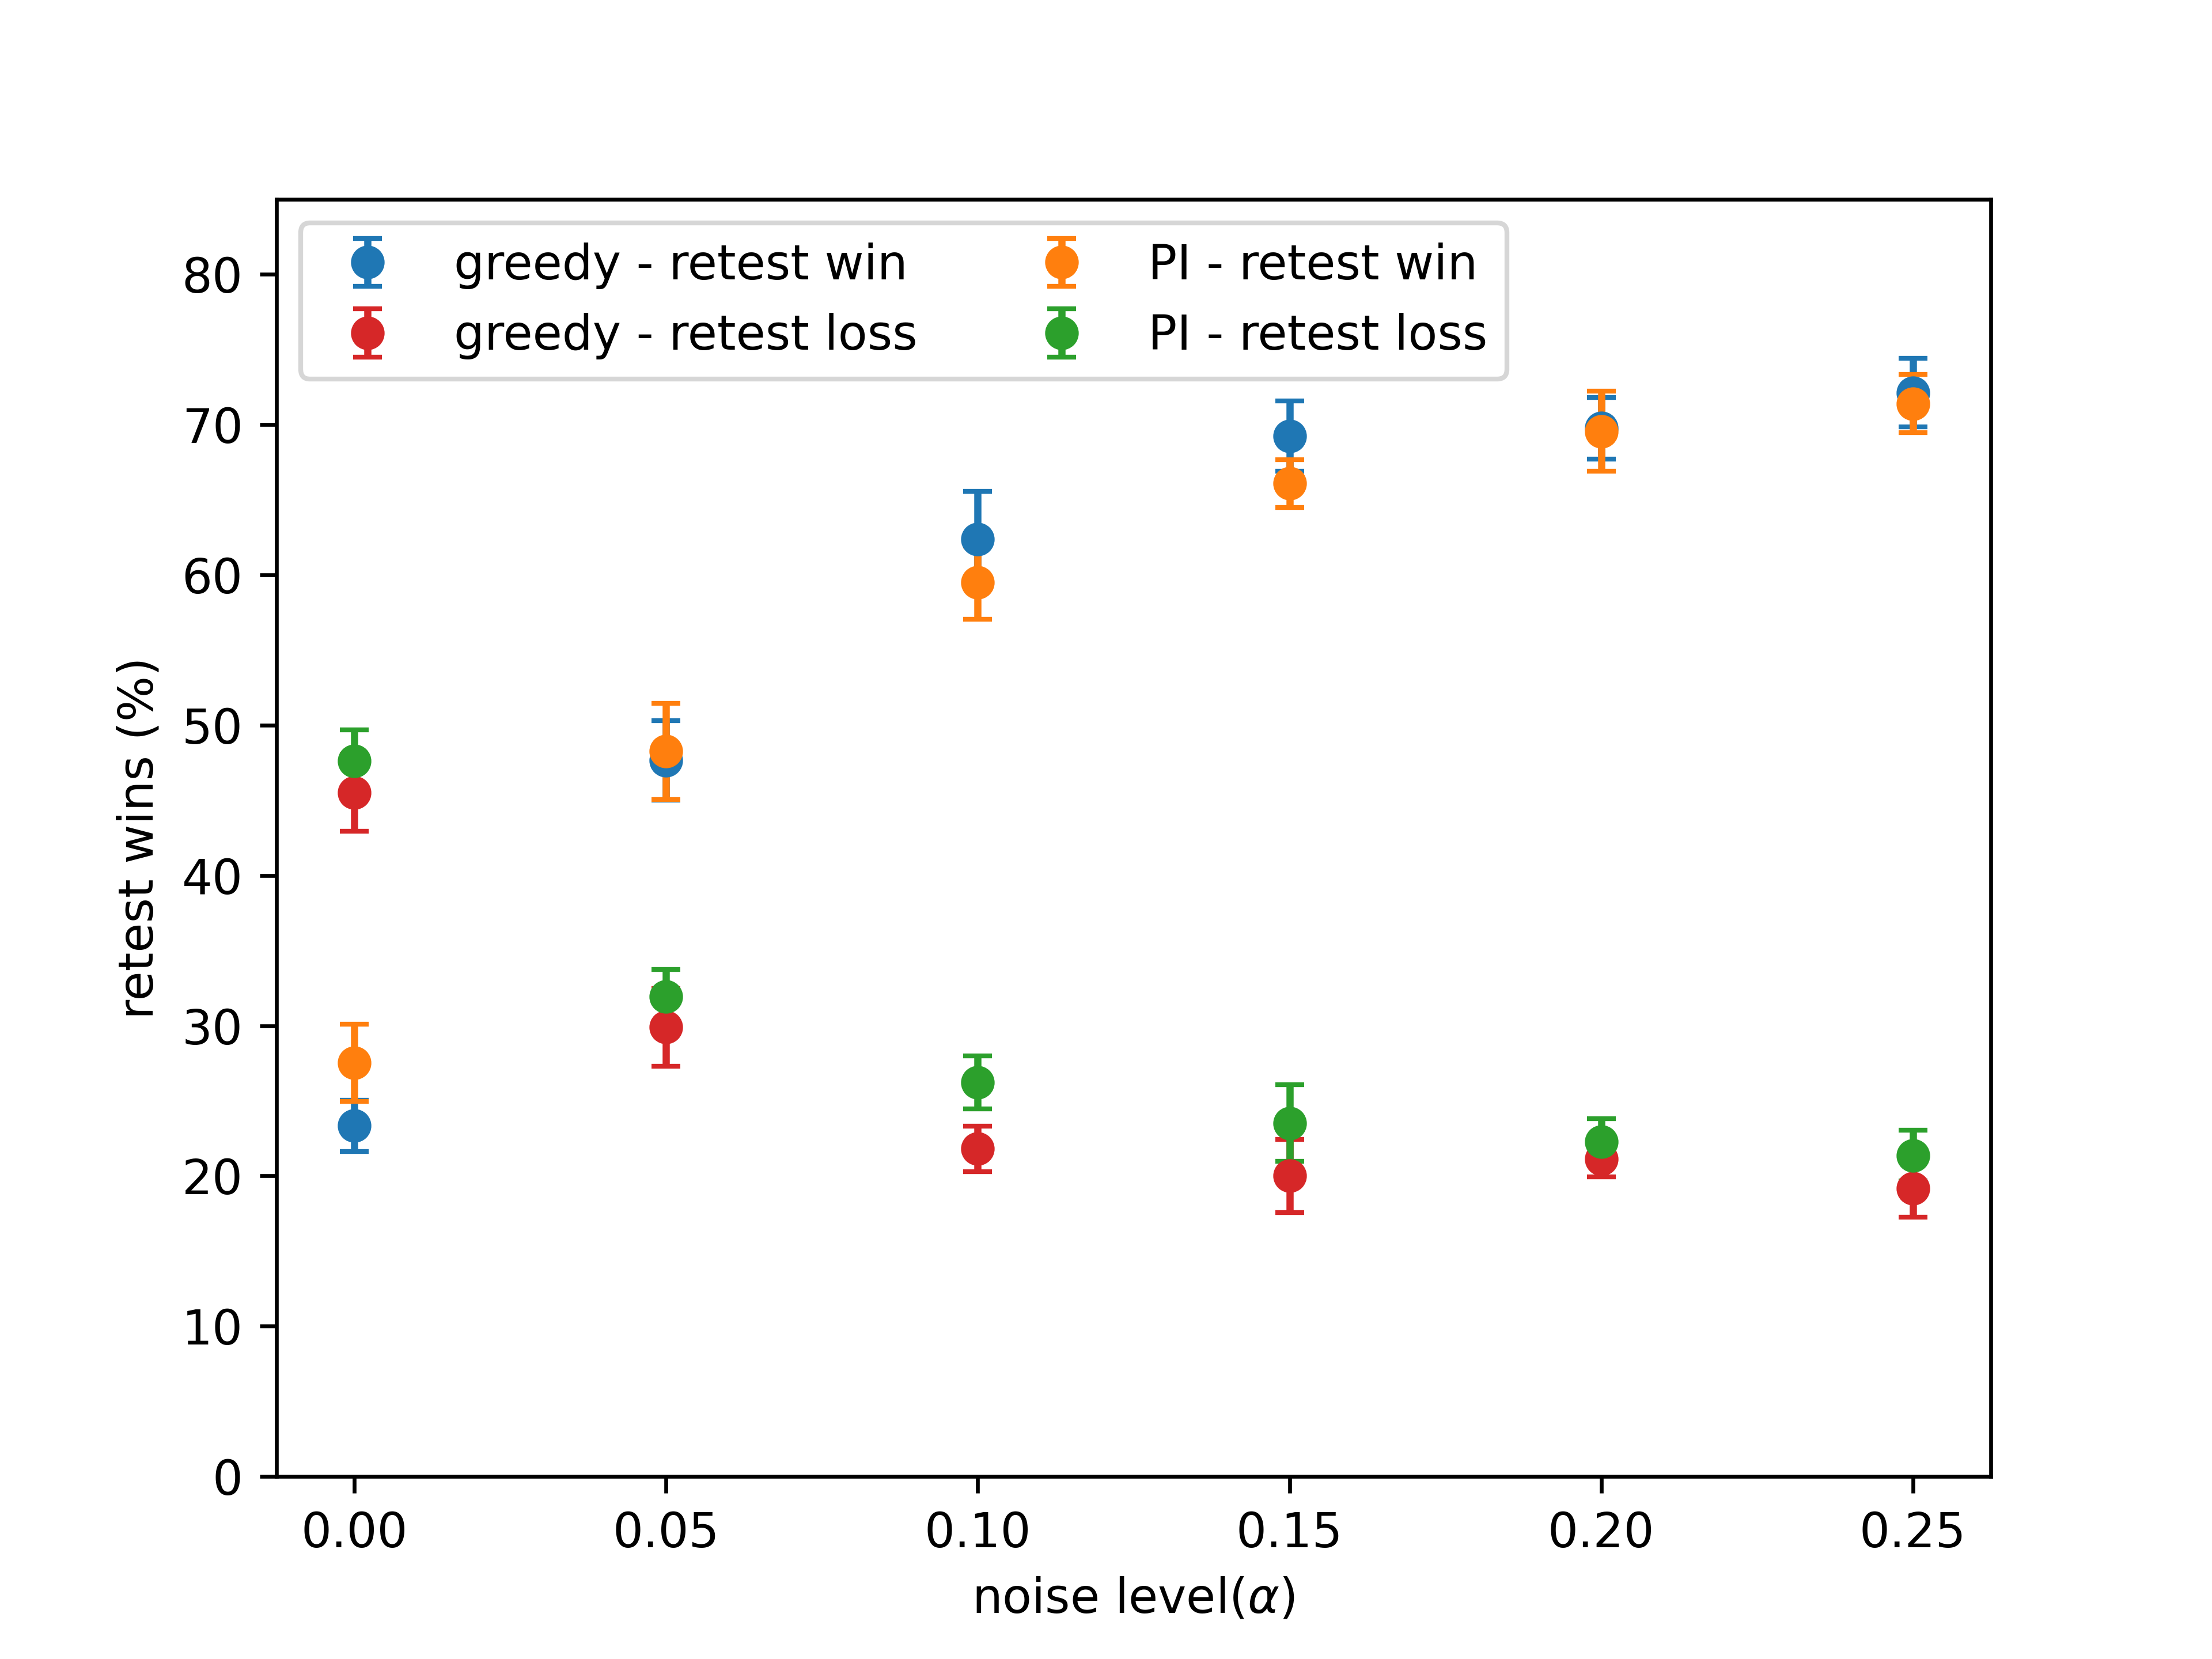 greedy - retest win
greedy - retest loss
PI - retest win
PI - retest loss
retest wins (%)
80
70
60
50
40
30
20
10
0
0.00 0.05 0.10 0.15 0.20 0.25
noise level(α)